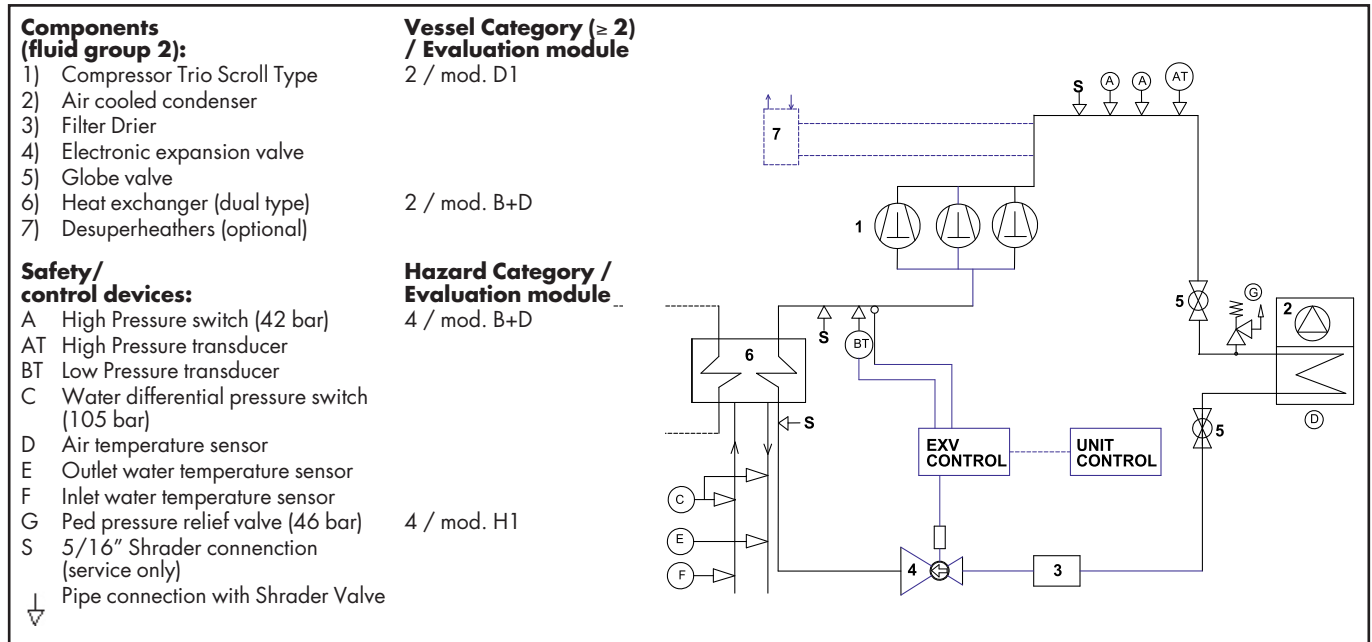 Components
(fluid group 2):
Vessel Category (≥ 2)
/ Evaluation module
1) Compressor Trio Scroll Type 2 / mod. D1
2) Air cooled condenser
3) Filter Drier
4) Electronic expansion valve
5) Globe valve
6) Heat exchanger (dual type) 2 / mod. B+D
7) Desuperheathers (optional)
Safety/
control devices:
Hazard Category /
Evaluation module
A High Pressure switch (42 bar) 4 / mod. B+D
AT High Pressure transducer
BT Low Pressure transducer
C Water differential pressure switch
(105 bar)
D Air temperature sensor
E Outlet water temperature sensor
F Inlet water temperature sensor
G Ped pressure relief valve (46 bar) 4 / mod. H1
S 5/16" Shrader connenction
(service only)
Pipe connection with Shrader Valve
S A A AT
7
1
5
G
2
S
BT
6
D
S
5
EXV
CONTROL
UNIT
CONTROL
C
E
F
4
3